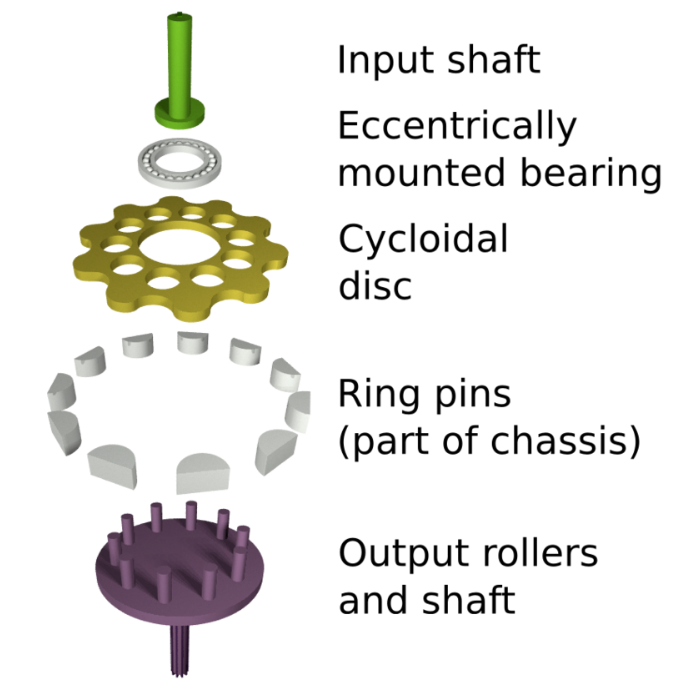 Input shaft
Eccentrically
mounted bearing
Cycloidal
disc
Ring pins
(part of chassis)
Output rollers
and shaft